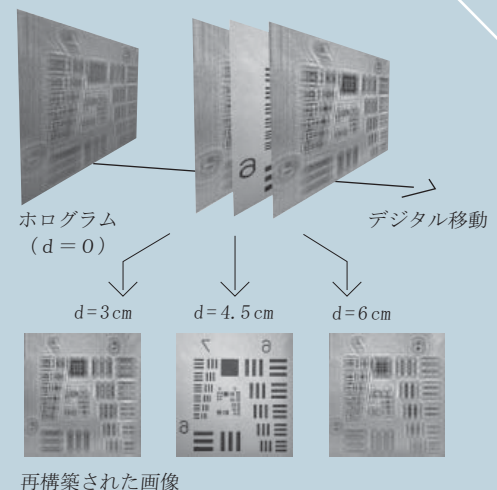 ホログラム
(d＝0)
デジタル移動
d=3cm
d=4.5cm
d=6cm
再構築された画像